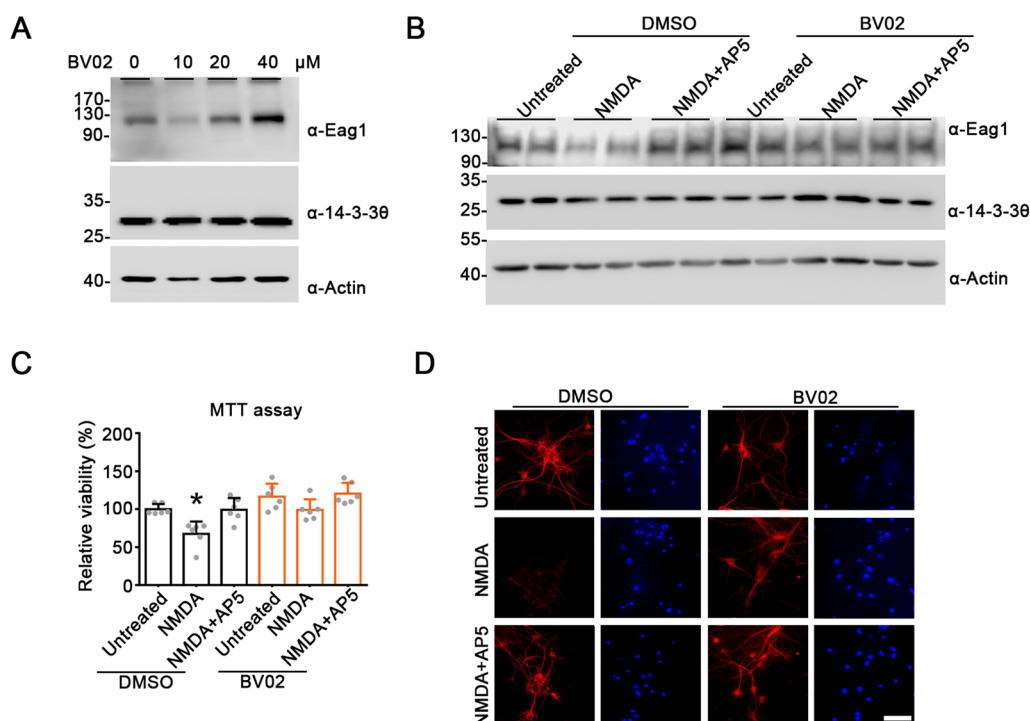 A
BV02 0 10 20 40 μM
170-
130-
90-
α-Eag1
35-
25-
α-14-3-3θ
40-
α-Actin
B
DMSO BV02
Untreated NMDA NMDA+AP5 Untreated NMDA NMDA+AP5
130-
90-
α-Eag1
35-
25-
α-14-3-3θ
55-
40-
α-Actin
C
MTT assay
Relative viability (%)
200
150
100
50
0
*
Untreated NMDA NMDA+AP5 Untreated NMDA NMDA+AP5
DMSO BV02
D
DMSO BV02
Untreated
NMDA
NMDA+AP5